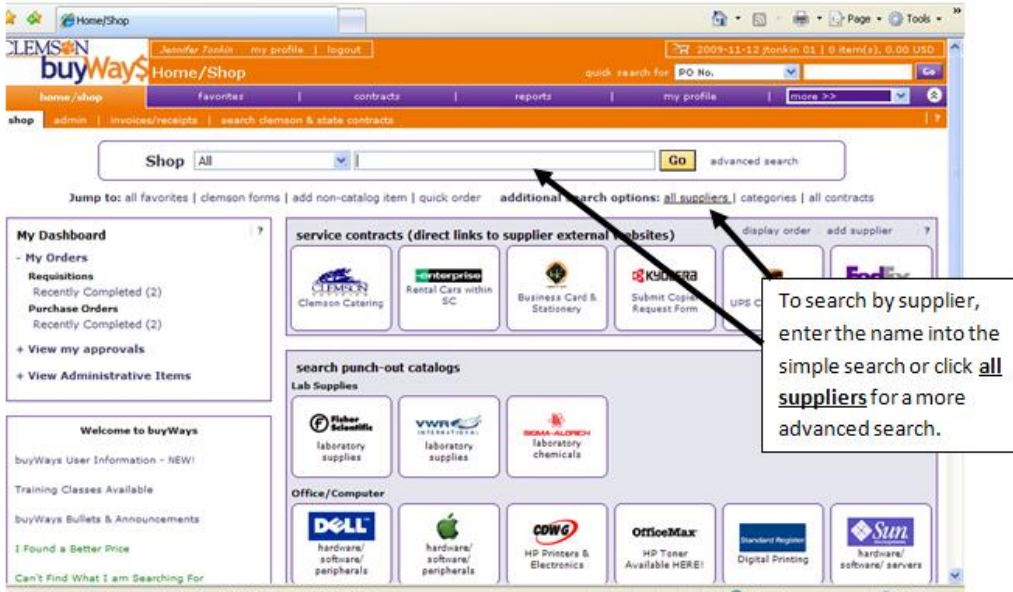 Home/Shop
Page
Tools
CLEMSON
buyWay$
Jennifer Tonkin my profile | logout
2009-11-12 jtonkin 01 | 0 item(s), 0.00 USD
Home/Shop
quick search for PO No. Go
home/shop favorites | contracts | reports | my profile | more >>
shop admin | invoices/receipts | search clemson & state contracts | ?
Shop All Go advanced search
Jump to: all favorites | clemson forms | add non-catalog item | quick order additional search options: all suppliers | categories | all contracts
My Dashboard ?
- My Orders
Requisitions
Recently Completed (2)
Purchase Orders
Recently Completed (2)
+ View my approvals
+ View Administrative Items
Welcome to buyWays
buyWays User Information - NEW!
Training Classes Available
buyWays Bullets & Announcements
I Found a Better Price
Can't Find What I am Searching For
service contracts (direct links to supplier external websites) display order add supplier ?
CLEMSON
Clemson Catering
enterprise
Rental Cars within
SC
Business Card &
Stationery
KYOCERA
Submit Copier
Request Form
UPS
FedEx
search punch-out catalogs
Lab Supplies
Fisher
Scientific
laboratory
supplies
VWR
INTERNATIONAL
laboratory
supplies
SIGMA-ALDRICH
laboratory
chemicals
Office/Computer
DELL
hardware/
software/
peripherals
hardware/
software/
peripherals
CDWG
HP Printers &
Electronics
OfficeMax
HP Toner
Available HERE!
Standard Register
Digital Printing
Sun
hardware/
software/ servers
To search by supplier,
enter the name into the
simple search or click all
suppliers for a more
advanced search.